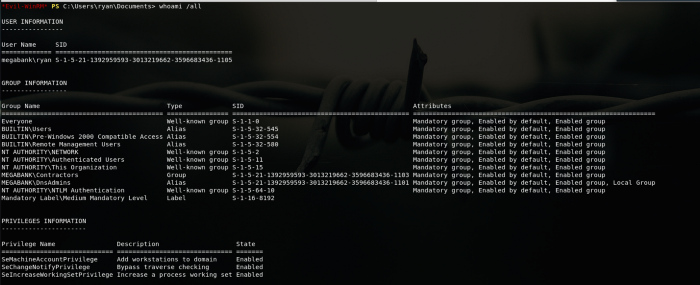 *Evil-WinRM* PS C:\Users\ryan\Documents> whoami /all
USER INFORMATION
----------------
User Name    SID
============ ==============================================
megabank\ryan S-1-5-21-1392959593-3013219662-3596683436-1105
GROUP INFORMATION
-----------------
Group Name                                 Type             SID                                            Attributes
========================================== ================ ============================================== ===============================================================
Everyone                                   Well-known group S-1-1-0                                        Mandatory group, Enabled by default, Enabled group
BUILTIN\Users                              Alias            S-1-5-32-545                                   Mandatory group, Enabled by default, Enabled group
BUILTIN\Pre-Windows 2000 Compatible Access Alias            S-1-5-32-554                                   Mandatory group, Enabled by default, Enabled group
BUILTIN\Remote Management Users            Alias            S-1-5-32-580                                   Mandatory group, Enabled by default, Enabled group
NT AUTHORITY\NETWORK                       Well-known group S-1-5-2                                        Mandatory group, Enabled by default, Enabled group
NT AUTHORITY\Authenticated Users           Well-known group S-1-5-11                                       Mandatory group, Enabled by default, Enabled group
NT AUTHORITY\This Organization             Well-known group S-1-5-15                                       Mandatory group, Enabled by default, Enabled group
MEGABANK\Contractors                       Group            S-1-5-21-1392959593-3013219662-3596683436-1103 Mandatory group, Enabled by default, Enabled group
MEGABANK\DnsAdmins                         Alias            S-1-5-21-1392959593-3013219662-3596683436-1101 Mandatory group, Enabled by default, Enabled group, Local Group
NT AUTHORITY\NTLM Authentication           Well-known group S-1-5-64-10                                    Mandatory group, Enabled by default, Enabled group
Mandatory Label\Medium Mandatory Level     Label            S-1-16-8192
PRIVILEGES INFORMATION
----------------------
Privilege Name                Description                    State
============================= ============================== =======
SeMachineAccountPrivilege     Add workstations to domain     Enabled
SeChangeNotifyPrivilege       Bypass traverse checking       Enabled
SeIncreaseWorkingSetPrivilege Increase a process working set Enabled